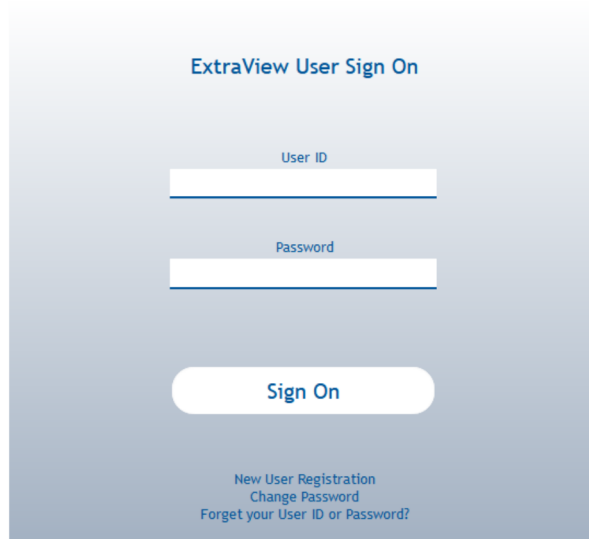 ExtraView User Sign On
User ID
Password
Sign On
New User Registration
Change Password
Forget your User ID or Password?